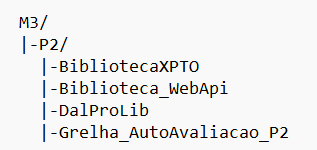 M3/
|-P2/
  |-BibliotecaXPTO
  |-Biblioteca_WebApi
  |-DalProLib
  |-Grelha_AutoAvaliacao_P2